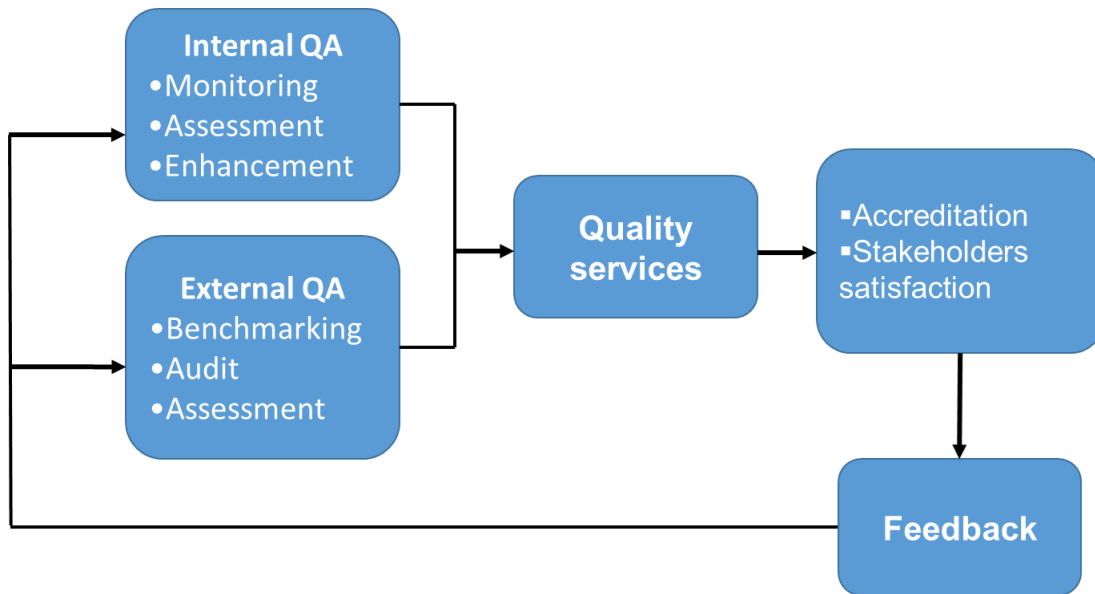 Internal QA
•Monitoring
•Assessment
•Enhancement
External QA
•Benchmarking
•Audit
•Assessment
Quality
services
▪Accreditation
▪Stakeholders
satisfaction
Feedback